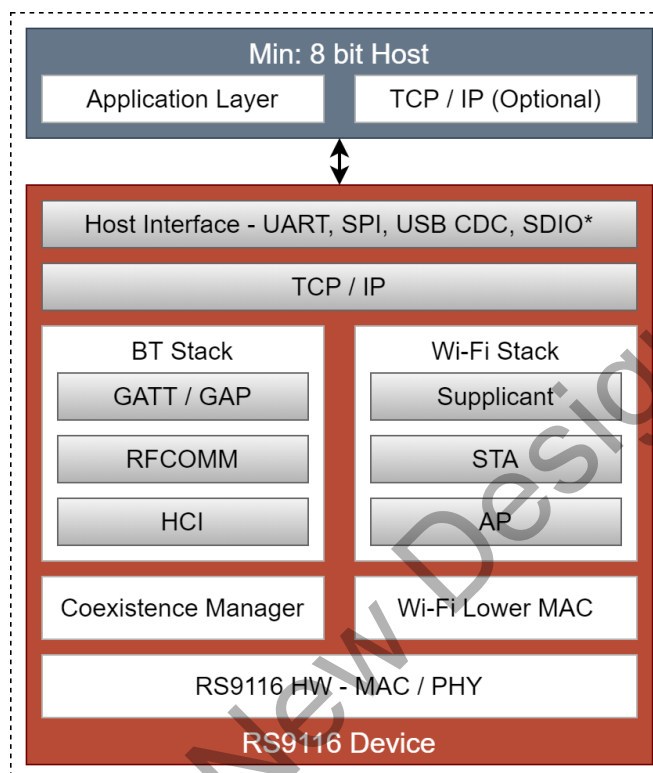 Min: 8 bit Host
Application Layer
TCP / IP (Optional)
Host Interface - UART, SPI, USB CDC, SDIO*
TCP / IP
BT Stack
GATT / GAP
RFCOMM
HCI
Wi-Fi Stack
Supplicant
STA
AP
Coexistence Manager
Wi-Fi Lower MAC
RS9116 HW - MAC / PHY
RS9116 Device
New